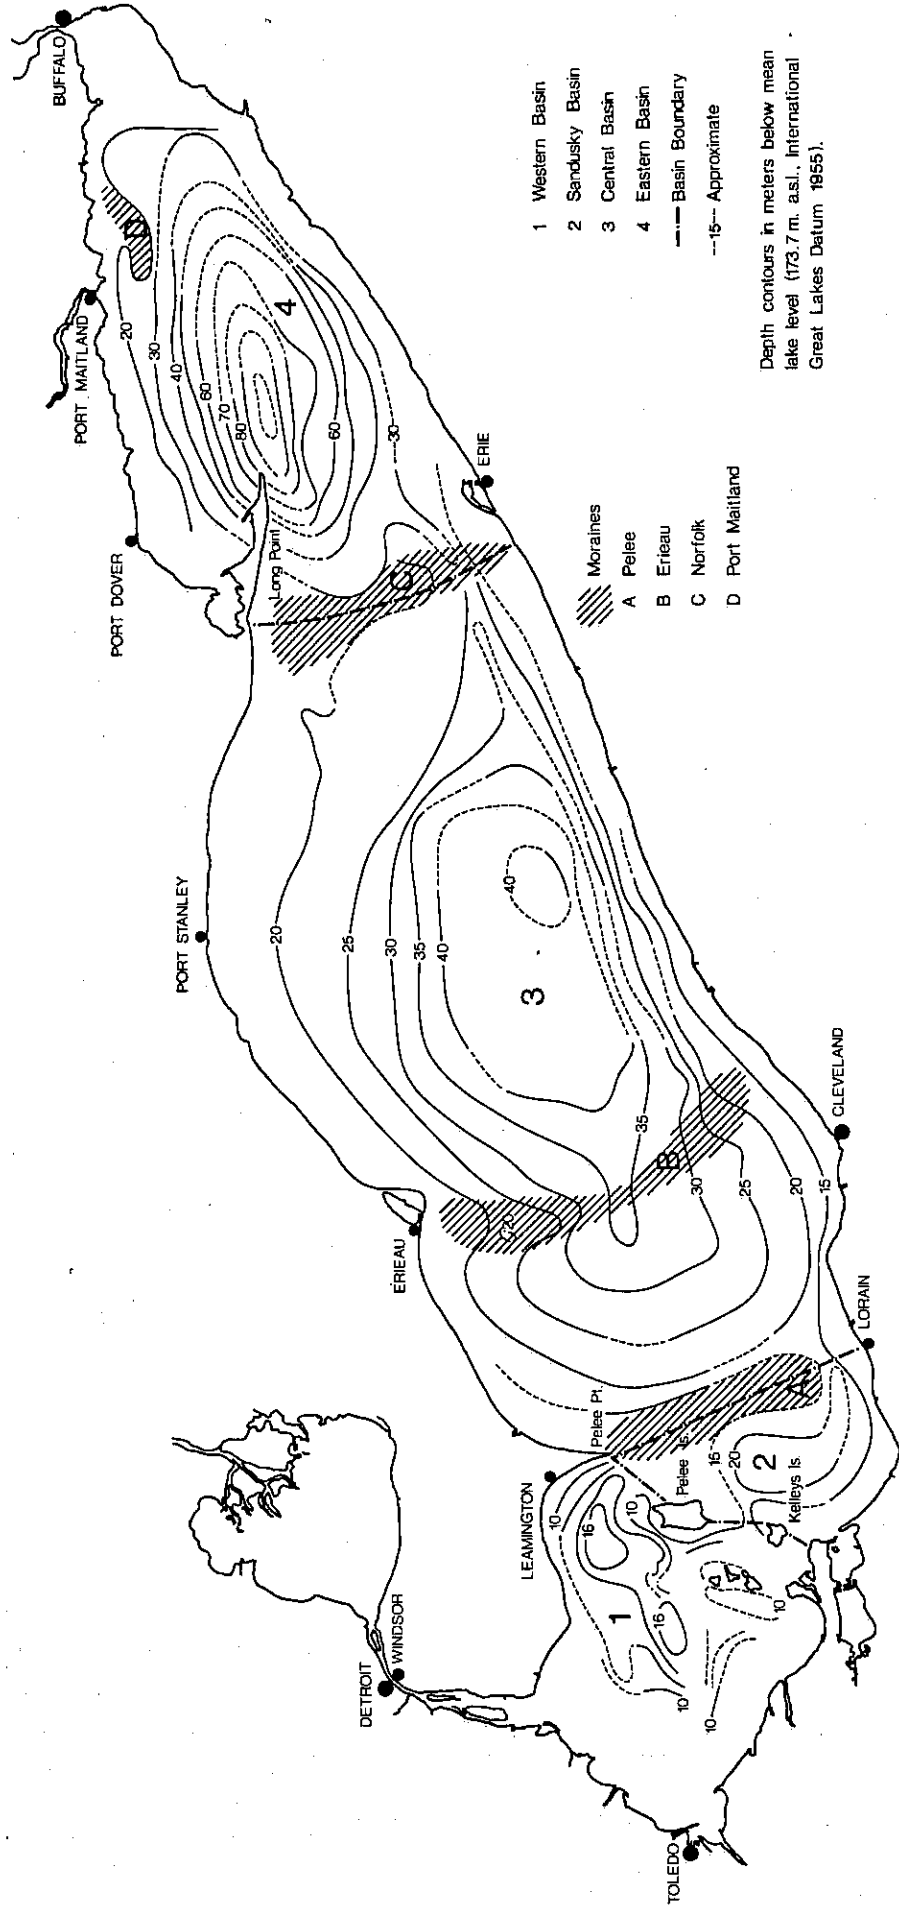 BUFFALO
PORT MAITLAND
PORT DOVER
PORT STANLEY
ERIEAU
LEAMINGTON
WINDSOR
DETROIT
TOLEDO
LORAIN
CLEVELAND
ERIE
Long Point
Pelee Pt.
Pelee Is.
Kelleys Is.
1
2
3
4
A
B
C
D
20
30
40
60
70
80
60
30
20
25
30
35
40
40
35
30
25
20
15
20
16
20
10
16
10
16
10
10
10
Moraines
A Pelee
B Erieau
C Norfolk
D Port Maitland
1 Western Basin
2 Sandusky Basin
3 Central Basin
4 Eastern Basin
Basin Boundary
--15-- Approximate
Depth contours in meters below mean
lake level (173.7 m. a.s.l., International
Great Lakes Datum 1955).